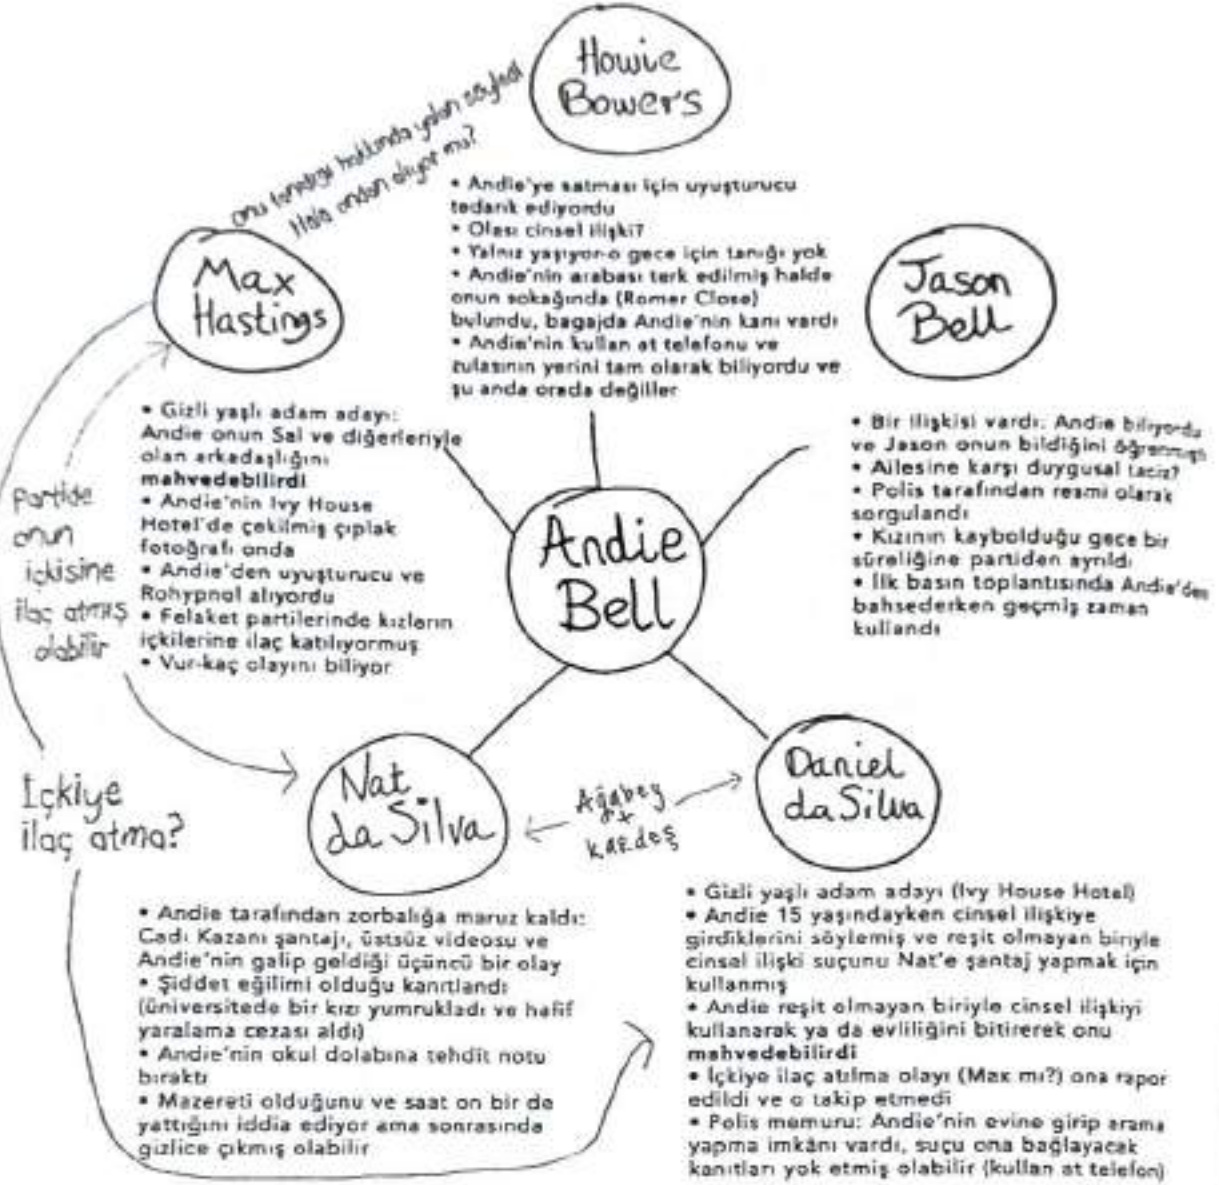 Howie
Bowers
onu tanıdığı hakkında yalan söyledi
Hala ondan alıyor mu?
• Andie'ye satması için uyuşturucu
tedarik ediyordu
• Olası cinsel ilişki?
• Yalnız yaşıyor-o gece için tanığı yok
• Andie'nin arabası terk edilmiş halde
onun sokağında (Romer Close)
bulundu, bagajda Andie'nin kanı vardı
• Andie'nin kullan at telefonu ve
zulasının yerini tam olarak biliyordu ve
şu anda orada değiller
Max
Hastings
• Gizli yaşlı adam adayı:
Andie onun Sal ve diğerleriyle
olan arkadaşlığını
mahvedebilirdi
• Andie'nin Ivy House
Hotel'de çekilmiş çıplak
fotoğrafı onda
• Andie'den uyuşturucu ve
Rohypnol alıyordu
• Felaket partilerinde kızların
içkilerine ilaç katılıyormuş
• Vur-kaç olayını biliyor
Jason
Bell
• Bir ilişkisi vardı. Andie biliyordu
ve Jason onun bildiğini öğrenmişti
• Ailesine karşı duygusal taciz?
• Polis tarafından resmi olarak
sorgulandı
• Kızının kaybolduğu gece bir
süreliğine partiden ayrıldı
• İlk basın toplantısında Andie'den
bahsederken geçmiş zaman
kullandı
Andie
Bell
Partide
onun
içkisine
ilaç atmış
olabilir
İçkiye
ilaç atma?
Nat
da Silva
Ağabey
+
kardeş
Daniel
da Silva
• Andie tarafından zorbalığa maruz kaldı:
Cadı Kazanı şantajı, üstsüz videosu ve
Andie'nin galip geldiği üçüncü bir olay
• Şiddet eğilimi olduğu kanıtlandı
(üniversitede bir kızı yumrukladı ve hafif
yaralama cezası aldı)
• Andie'nin okul dolabına tehdit notu
bıraktı
• Mazereti olduğunu ve saat on bir de
yattığını iddia ediyor ama sonrasında
gizlice çıkmış olabilir
• Gizli yaşlı adam adayı (Ivy House Hotel)
• Andie 15 yaşındayken cinsel ilişkiye
girdiklerini söylemiş ve reşit olmayan biriyle
cinsel ilişki suçunu Nat'e şantaj yapmak için
kullanmış
• Andie reşit olmayan biriyle cinsel ilişkiyi
kullanarak ya da evliliğini bitirerek onu
mahvedebilirdi
• İçkiye ilaç atılma olayı (Max mı?) ona rapor
edildi ve o takip etmedi
• Polis memuru: Andie'nin evine girip arama
yapma imkânı vardı, suçu ona bağlayacak
kanıtları yok etmiş olabilir (kullan at telefon)